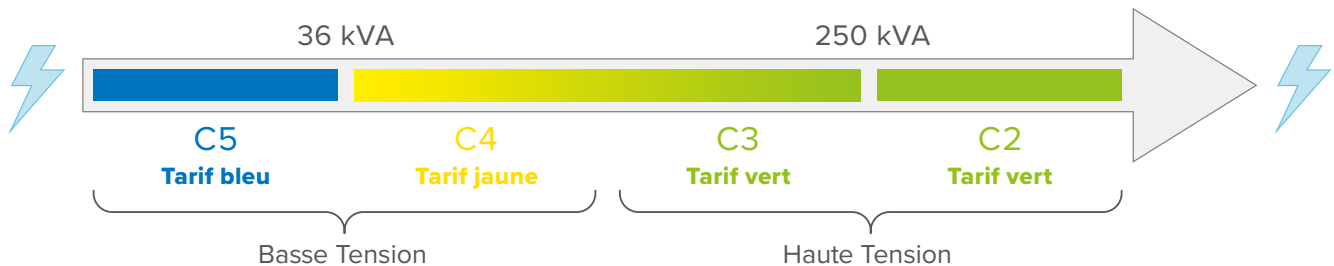 36 kVA
250 kVA
C5
C4
C3
C2
Tarif bleu
Tarif jaune
Tarif vert
Tarif vert
Basse Tension
Haute Tension